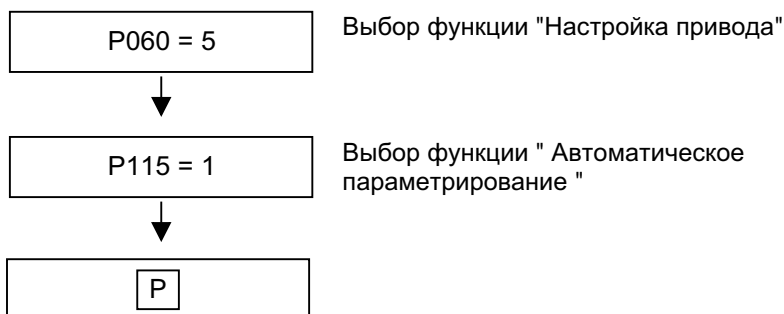 P060 = 5
Выбор функции "Настройка привода"
P115 = 1
Выбор функции " Автоматическое
параметрирование "
P